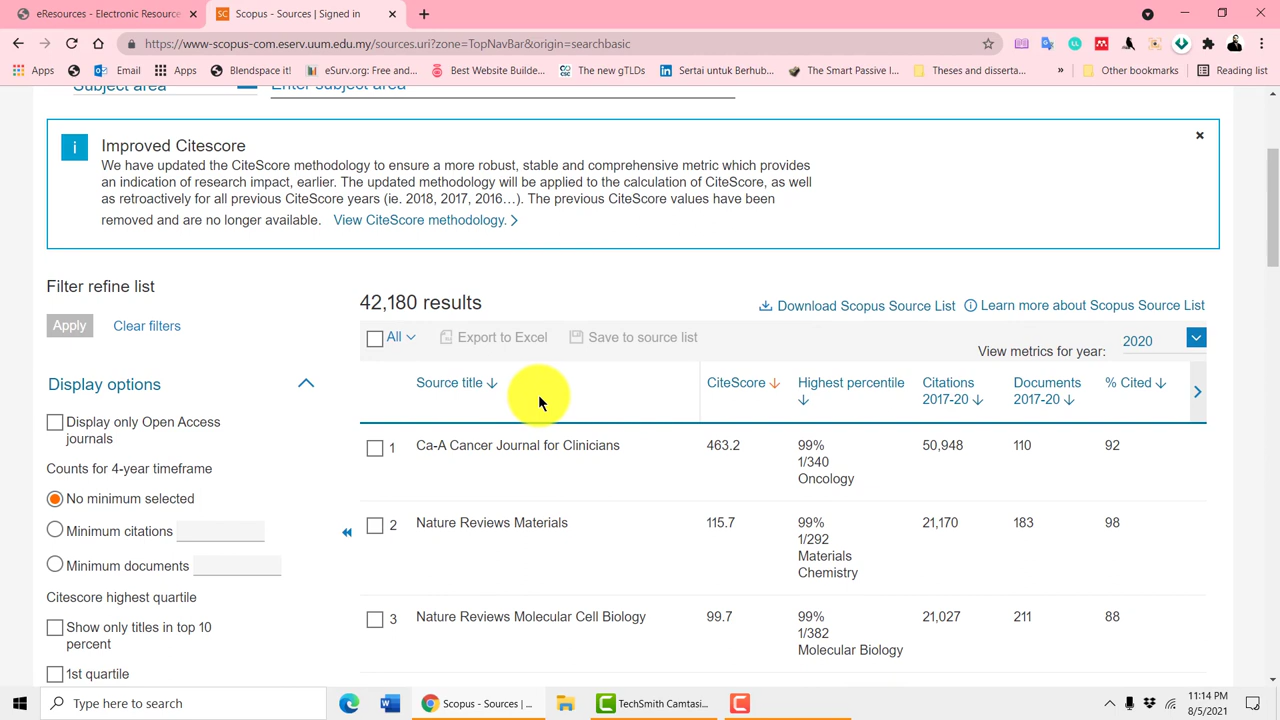 eResources - Electronic Resource
Scopus - Sources | Signed in
https://www-scopus-com.eserv.uum.edu.my/sources.uri?zone=TopNavBar&origin=searchbasic
Apps
Email
Apps
Blendspace it!
eSurv.org: Free and...
Best Website Builde...
The new gTLDs
Sertai untuk Berhub...
The Smart Passive I...
Theses and disserta...
»
Other bookmarks
Reading list
Subject area
Enter subject area
Improved Citescore
We have updated the CiteScore methodology to ensure a more robust, stable and comprehensive metric which provides
an indication of research impact, earlier. The updated methodology will be applied to the calculation of CiteScore, as well
as retroactively for all previous CiteScore years (ie. 2018, 2017, 2016…). The previous CiteScore values have been
removed and are no longer available. View CiteScore methodology. >
Filter refine list
Apply
Clear filters
42,180 results
Download Scopus Source List
Learn more about Scopus Source List
All
Export to Excel
Save to source list
View metrics for year:
2020
Display options
Source title ↓
CiteScore ↓
Highest percentile
↓
Citations
2017-20 ↓
Documents
2017-20 ↓
% Cited ↓
Display only Open Access
journals
Counts for 4-year timeframe
No minimum selected
Minimum citations
Minimum documents
Citescore highest quartile
Show only titles in top 10
percent
1st quartile
1
Ca-A Cancer Journal for Clinicians
463.2
99%
1/340
Oncology
50,948
110
92
2
Nature Reviews Materials
115.7
99%
1/292
Materials
Chemistry
21,170
183
98
3
Nature Reviews Molecular Cell Biology
99.7
99%
1/382
Molecular Biology
21,027
211
88
Type here to search
Scopus - Sources | ...
TechSmith Camtasi...
11:14 PM
8/5/2021